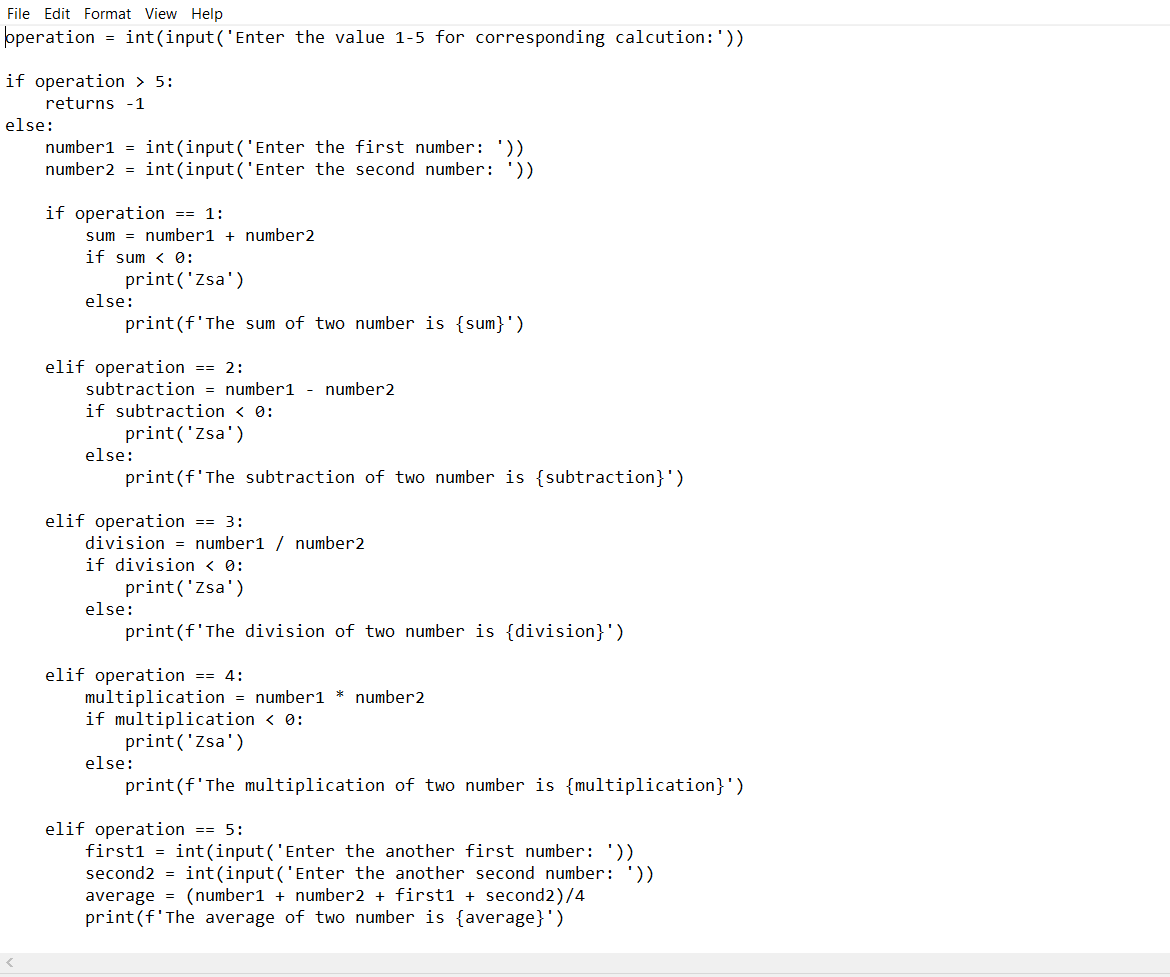 File Edit Format View Help
operation = int(input('Enter the value 1-5 for corresponding calcution:'))
if operation > 5:
    returns -1
else:
    number1 = int(input('Enter the first number: '))
    number2 = int(input('Enter the second number: '))
    if operation == 1:
        sum = number1 + number2
        if sum < 0:
            print('Zsa')
        else:
            print(f'The sum of two number is {sum}')
    elif operation == 2:
        subtraction = number1 - number2
        if subtraction < 0:
            print('Zsa')
        else:
            print(f'The subtraction of two number is {subtraction}')
    elif operation == 3:
        division = number1 / number2
        if division < 0:
            print('Zsa')
        else:
            print(f'The division of two number is {division}')
    elif operation == 4:
        multiplication = number1 * number2
        if multiplication < 0:
            print('Zsa')
        else:
            print(f'The multiplication of two number is {multiplication}')
    elif operation == 5:
        first1 = int(input('Enter the another first number: '))
        second2 = int(input('Enter the another second number: '))
        average = (number1 + number2 + first1 + second2)/4
        print(f'The average of two number is {average}')